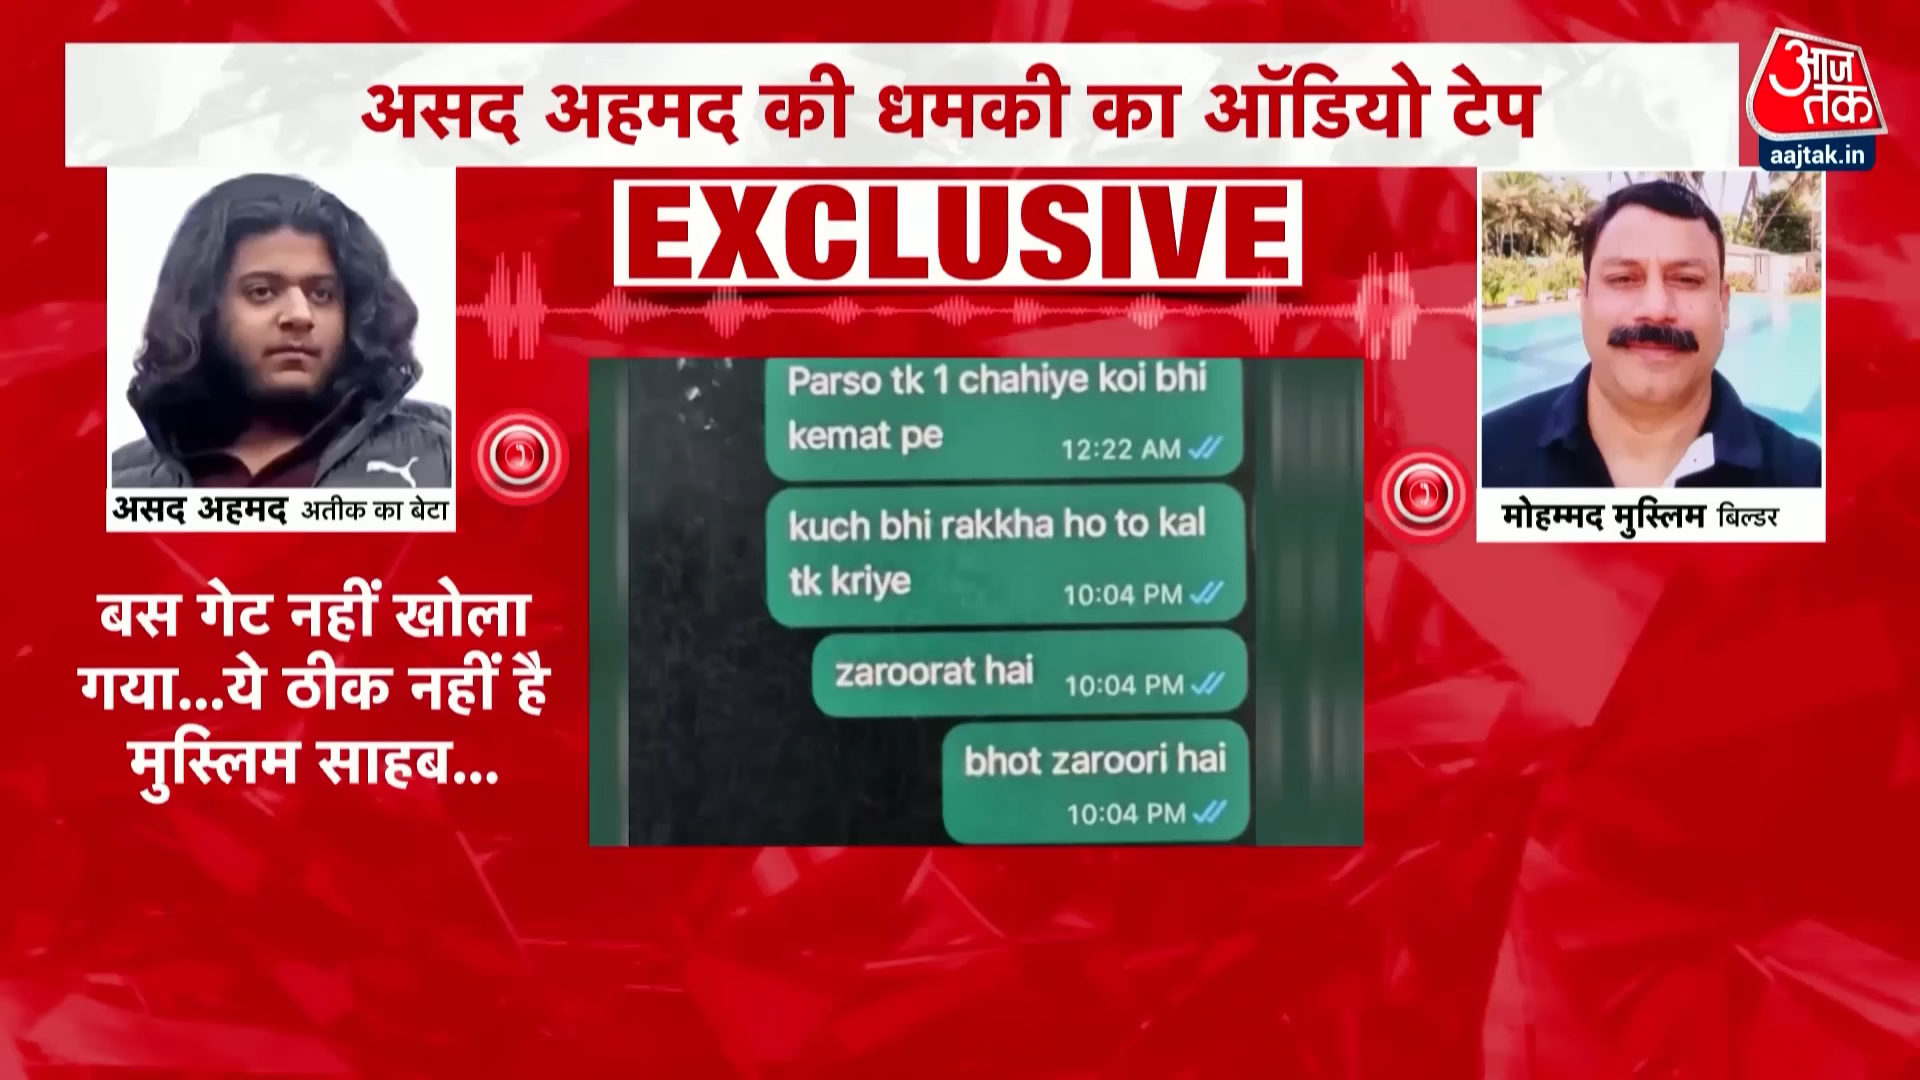 असद अहमद की धमकी का ऑडियो टेप
आज
तक
aajtak.in
EXCLUSIVE
असद अहमद अतीक का बेटा
बस गेट नहीं खोला
गया...ये ठीक नहीं है
मुस्लिम साहब...
Parso tk 1 chahiye koi bhi
kemat pe 12:22 AM
kuch bhi rakkha ho to kal
tk kriye 10:04 PM
zaroorat hai 10:04 PM
bhot zaroori hai
10:04 PM
मोहम्मद मुस्लिम बिल्डर